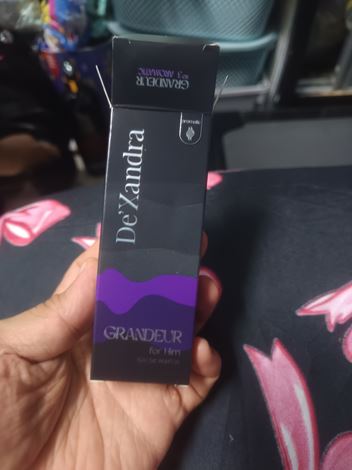 GRANDEUR
NO.3 AROMATIC
De'Xandra
GRANDEUR
for Him